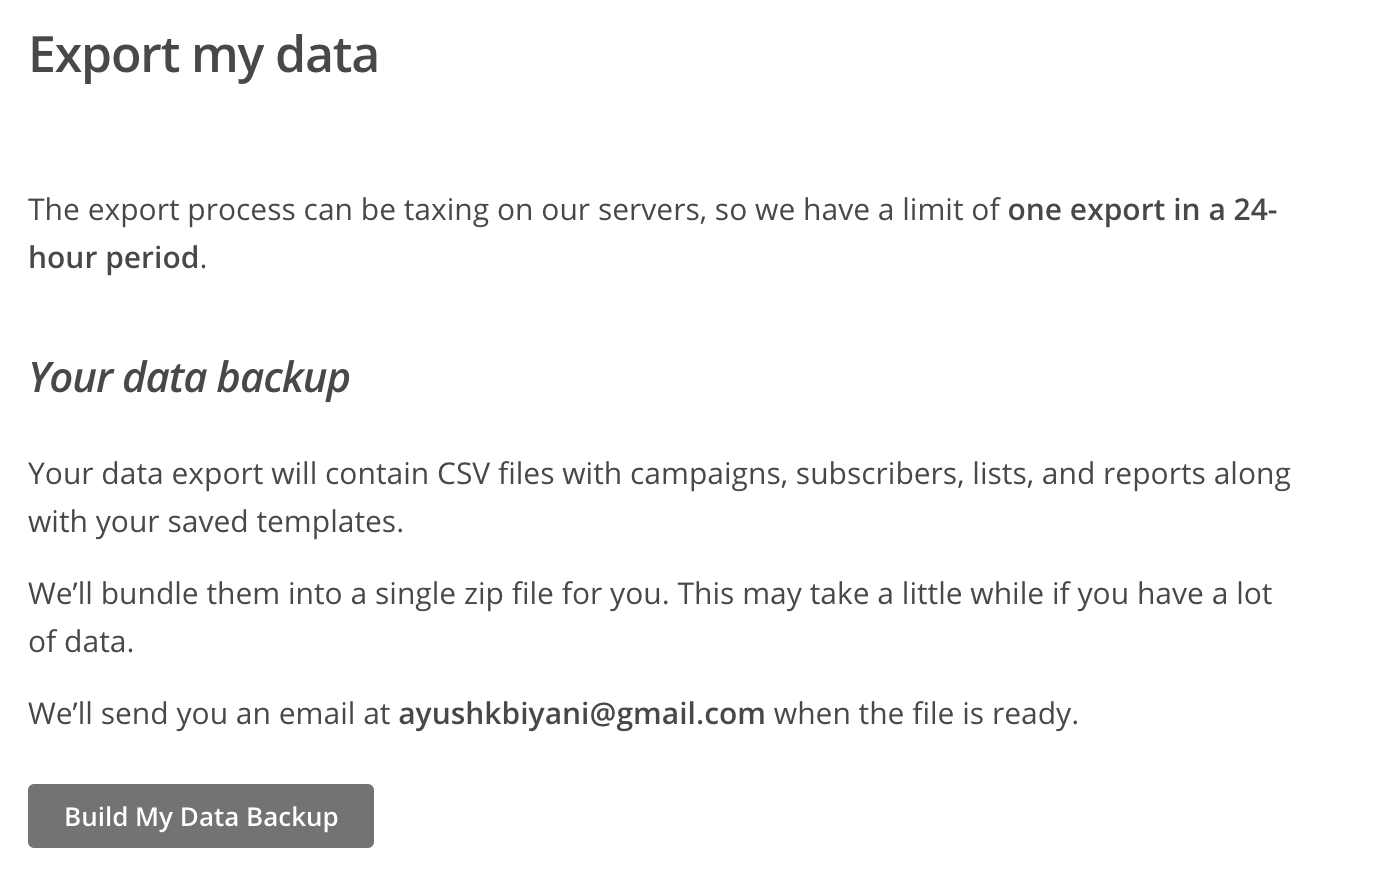 Export my data
The export process can be taxing on our servers, so we have a limit of one export in a 24-
hour period.
Your data backup
Your data export will contain CSV files with campaigns, subscribers, lists, and reports along
with your saved templates.
We’ll bundle them into a single zip file for you. This may take a little while if you have a lot
of data.
We’ll send you an email at ayushkbiyani@gmail.com when the file is ready.
Build My Data Backup